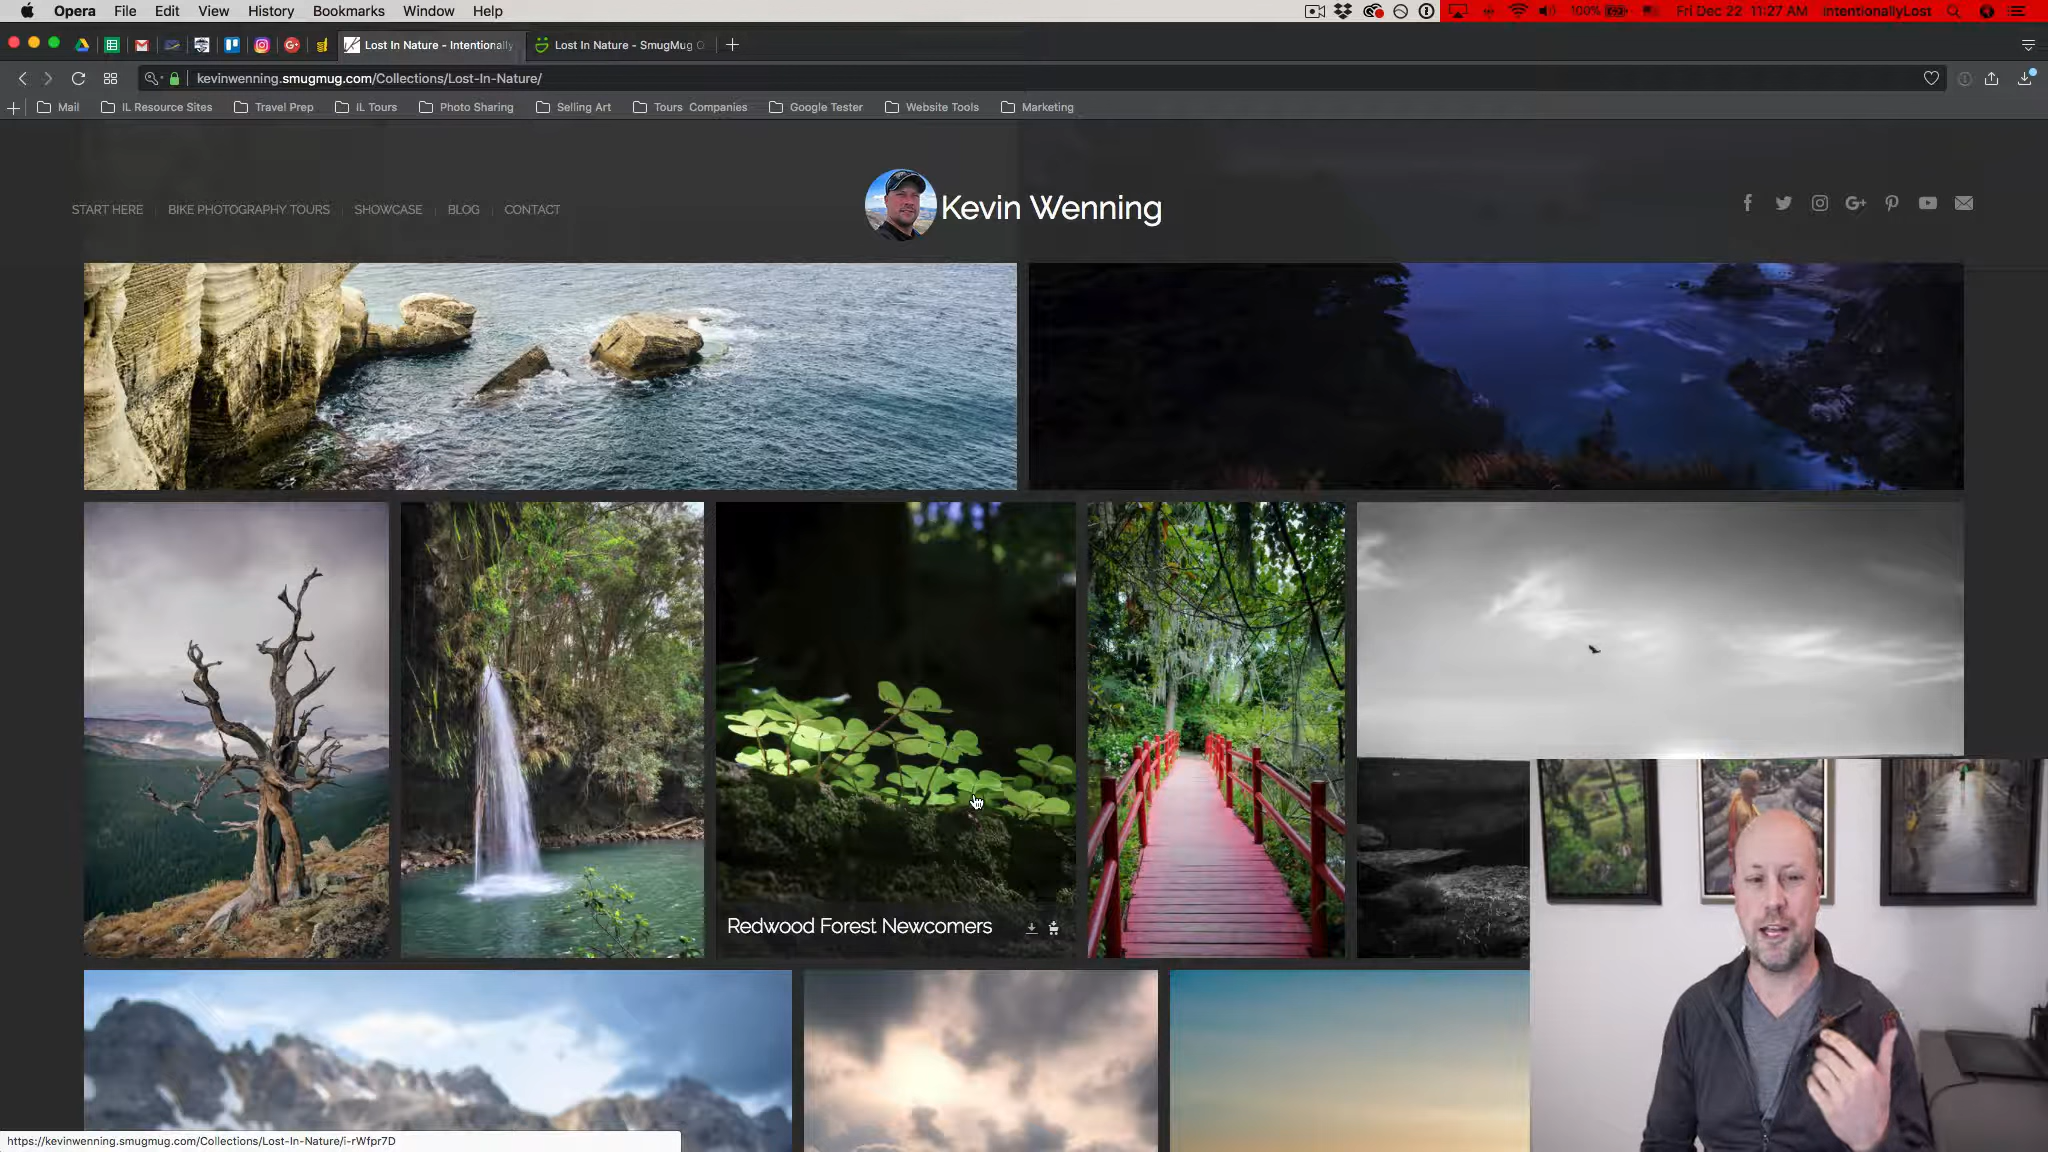 Opera File Edit View History Bookmarks Window Help
100% Fri Dec 22 11:27 AM IntentionallyLost
Lost In Nature - Intentionally
Lost In Nature - SmugMug O
kevinwenning.smugmug.com/Collections/Lost-In-Nature/
Mail IL Resource Sites Travel Prep IL Tours Photo Sharing Selling Art Tours Companies Google Tester Website Tools Marketing
START HERE BIKE PHOTOGRAPHY TOURS SHOWCASE BLOG CONTACT
Kevin Wenning
Redwood Forest Newcomers
https://kevinwenning.smugmug.com/Collections/Lost-In-Nature/i-rWfpr7D